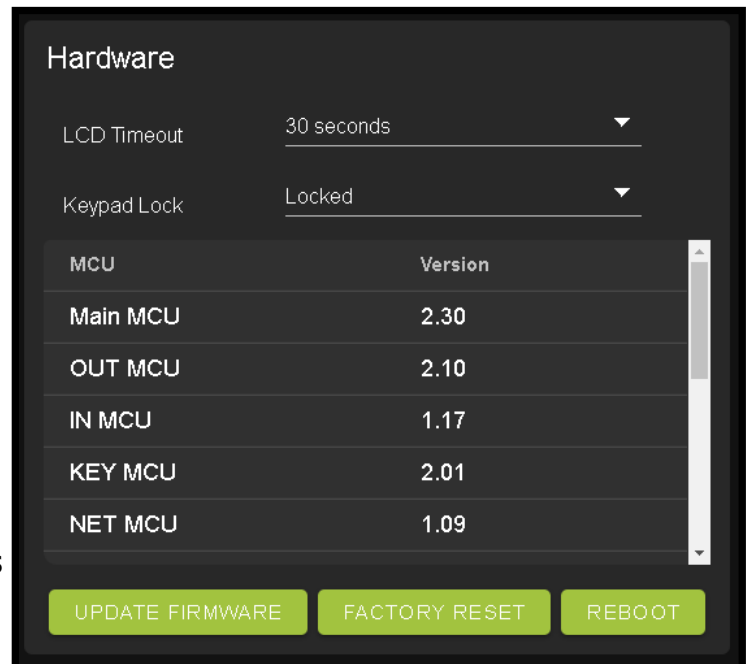 Hardware
LCD Timeout 30 seconds
Keypad Lock Locked
MCU Version
Main MCU 2.30
OUT MCU 2.10
IN MCU 1.17
KEY MCU 2.01
NET MCU 1.09
UPDATE FIRMWARE FACTORY RESET REBOOT